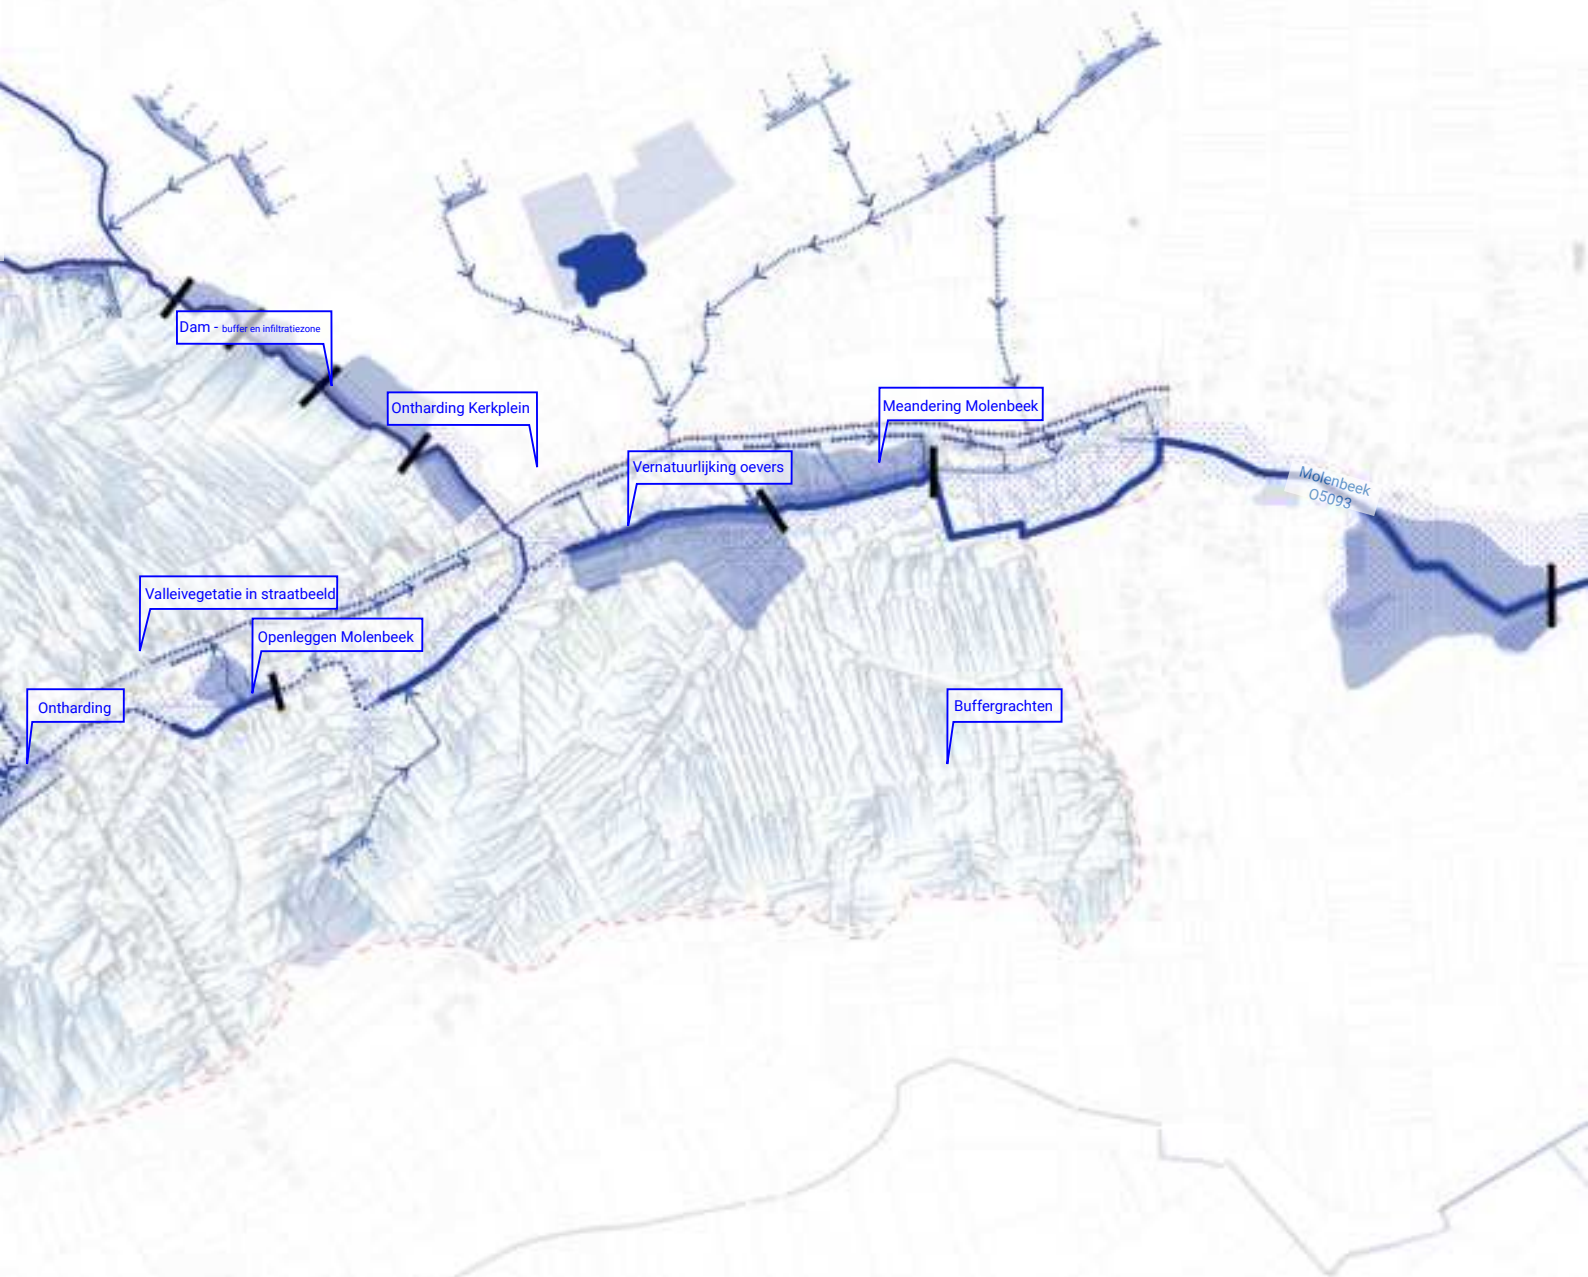 Dam - buffer en infiltratiezone
Ontharding Kerkplein
Meandering Molenbeek
Vernatuurlijking oevers
Molenbeek
O5093
Valleivegetatie in straatbeeld
Openleggen Molenbeek
Ontharding
Buffergrachten